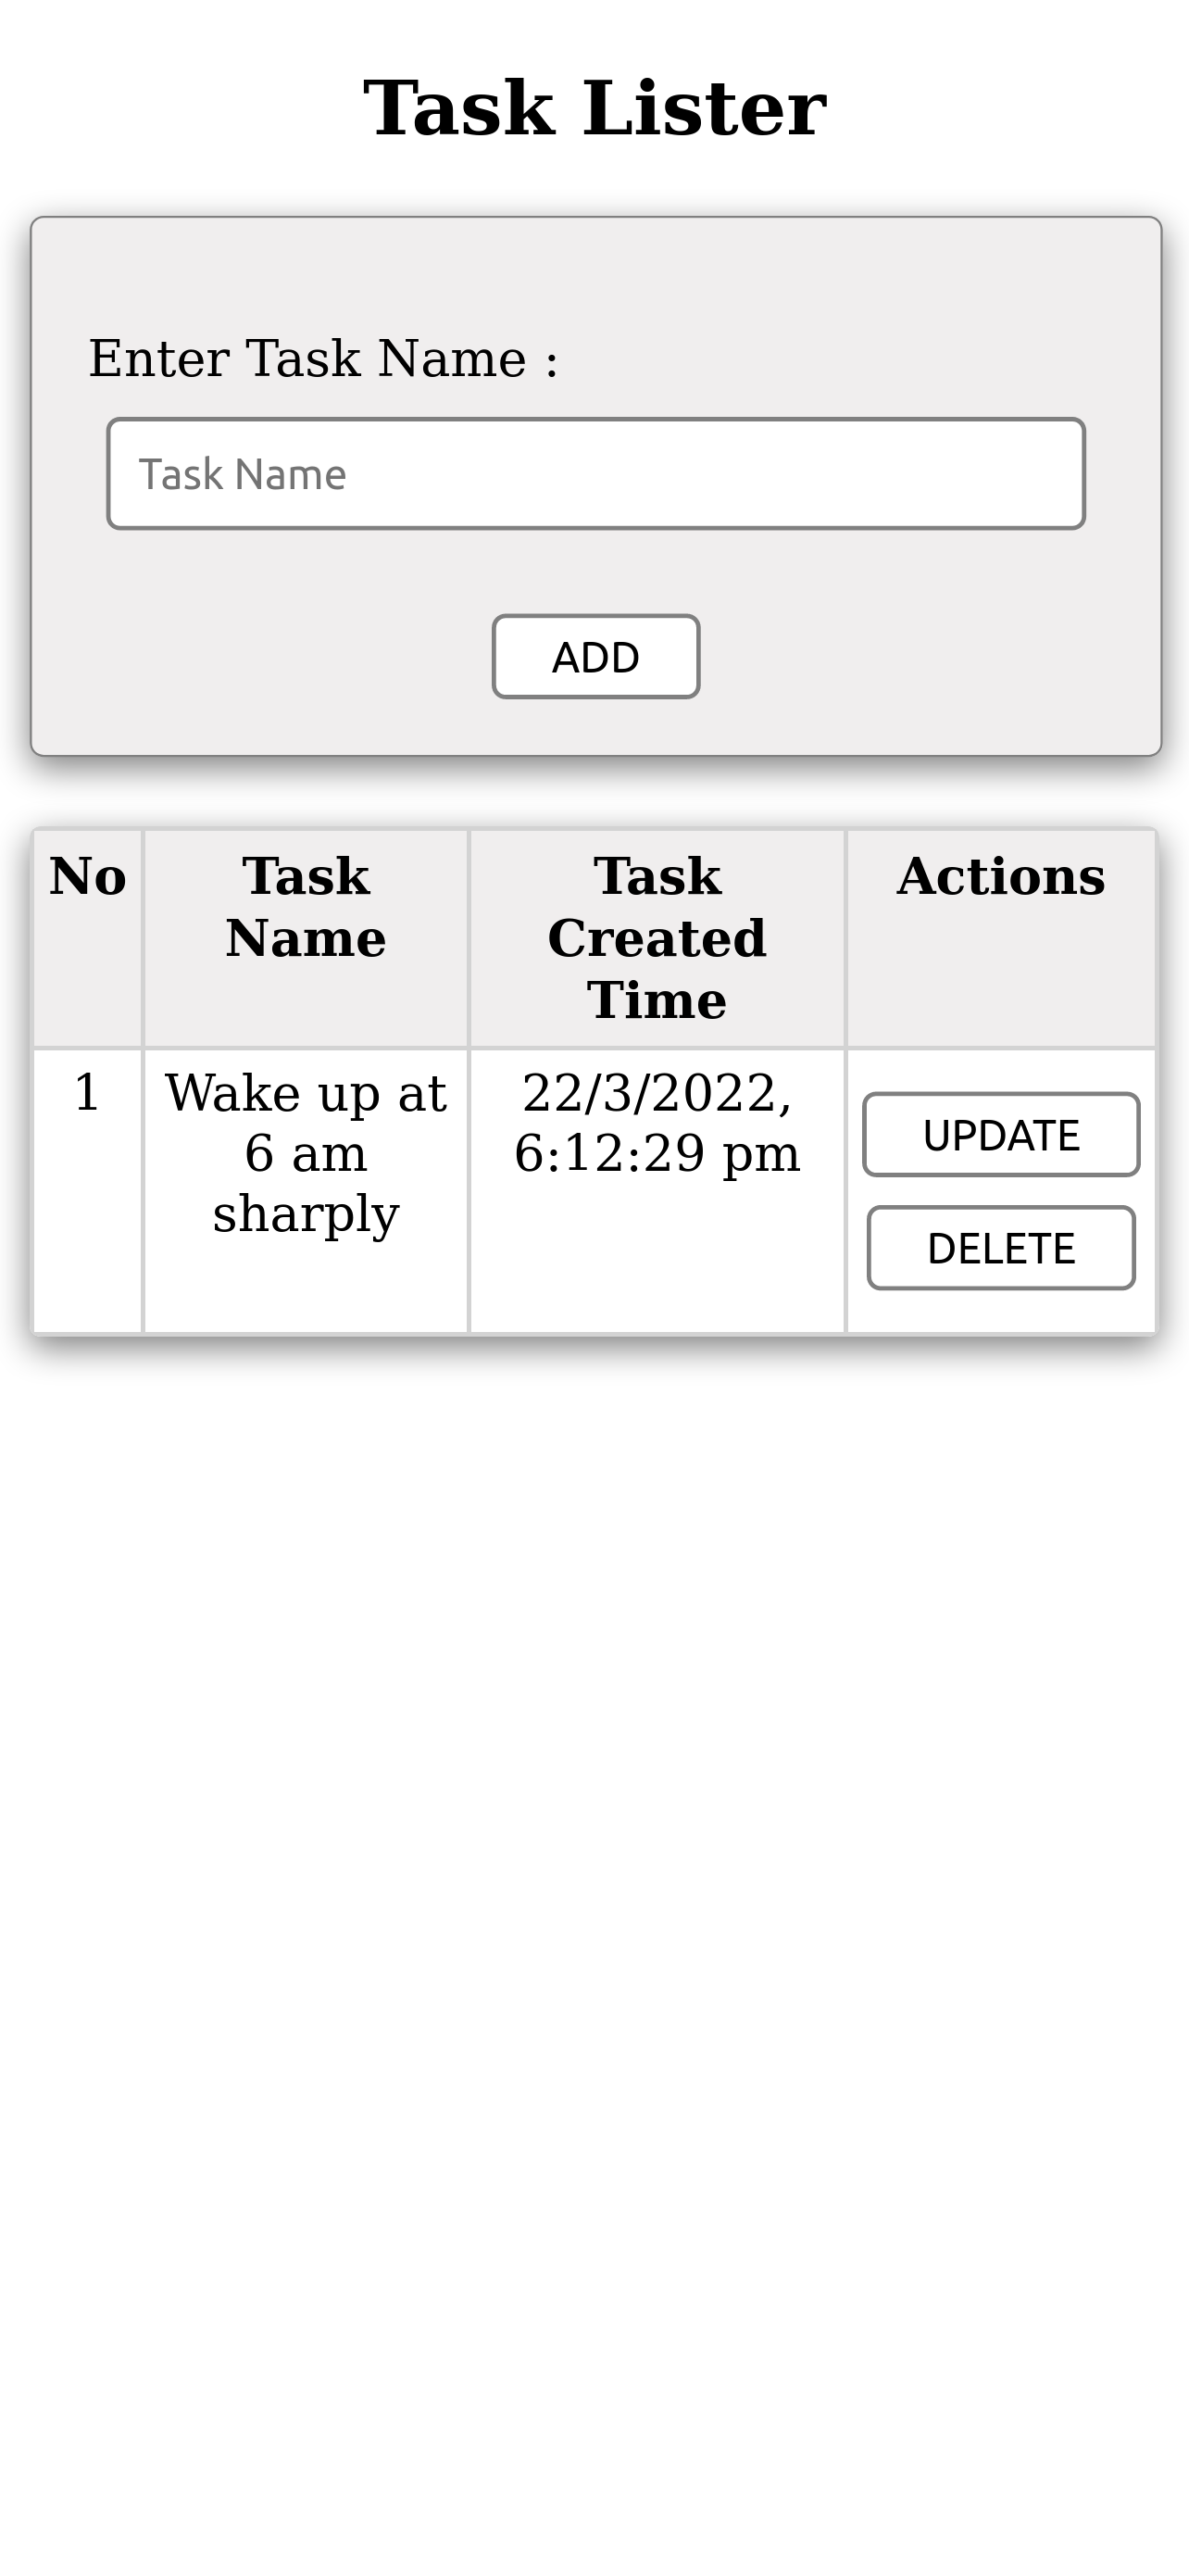 Task Lister
Enter Task Name :
Task Name
ADD
No
Task
Name
Task
Created
Time
Actions
1
Wake up at
6 am
sharply
22/3/2022,
6:12:29 pm
UPDATE
DELETE